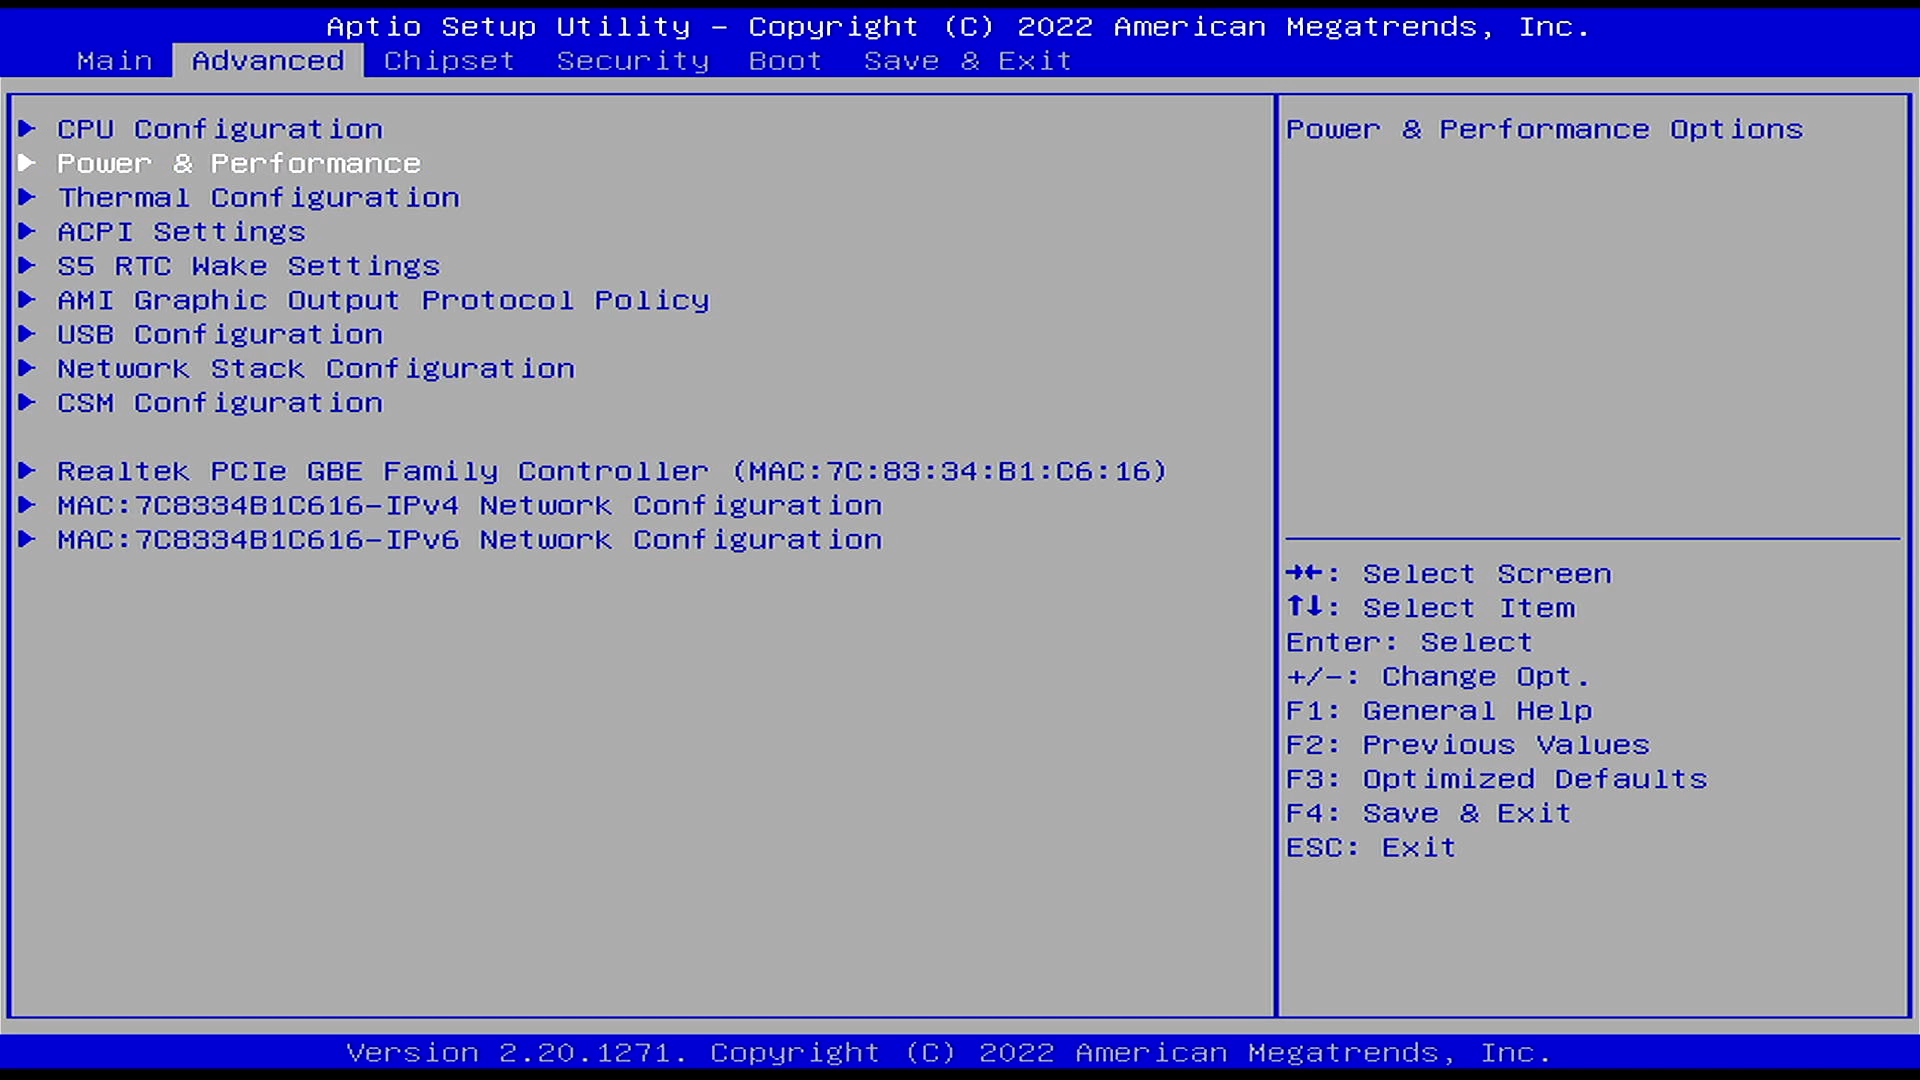 Aptio Setup Utility – Copyright (C) 2022 American Megatrends, Inc.
Main Advanced Chipset Security Boot Save & Exit
▶ CPU Configuration
▶ Power & Performance
▶ Thermal Configuration
▶ ACPI Settings
▶ S5 RTC Wake Settings
▶ AMI Graphic Output Protocol Policy
▶ USB Configuration
▶ Network Stack Configuration
▶ CSM Configuration
▶ Realtek PCIe GBE Family Controller (MAC:7C:83:34:B1:C6:16)
▶ MAC:7C8334B1C616-IPv4 Network Configuration
▶ MAC:7C8334B1C616-IPv6 Network Configuration
Power & Performance Options
→←: Select Screen
↑↓: Select Item
Enter: Select
+/-: Change Opt.
F1: General Help
F2: Previous Values
F3: Optimized Defaults
F4: Save & Exit
ESC: Exit
Version 2.20.1271. Copyright (C) 2022 American Megatrends, Inc.